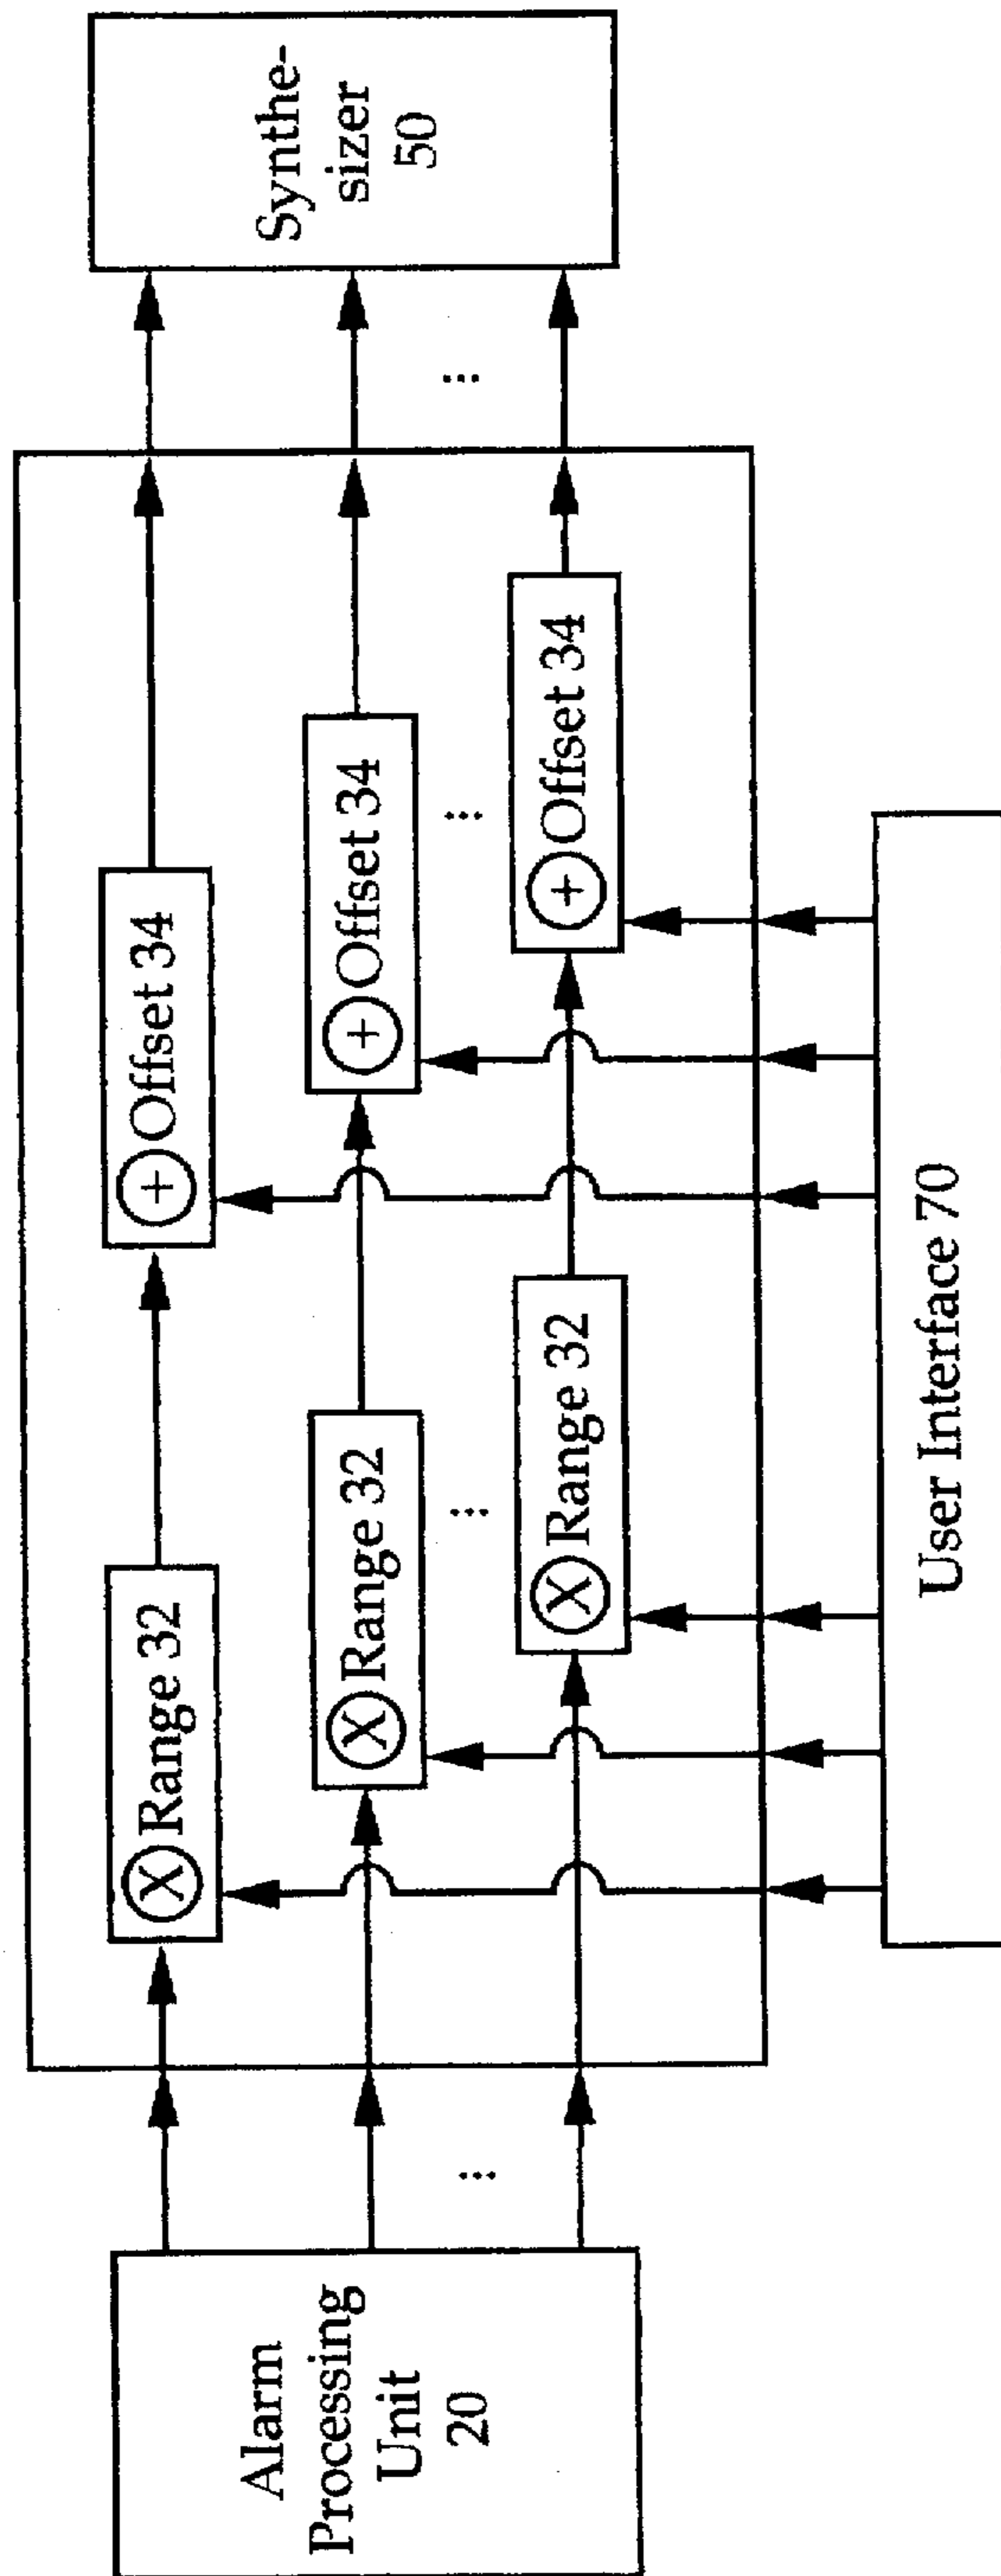 Alarm
Processing
Unit
20
X Range 32
X Range 32
X Range 32
+ Offset 34
+ Offset 34
+ Offset 34
Synthe-
sizer
50
User Interface 70